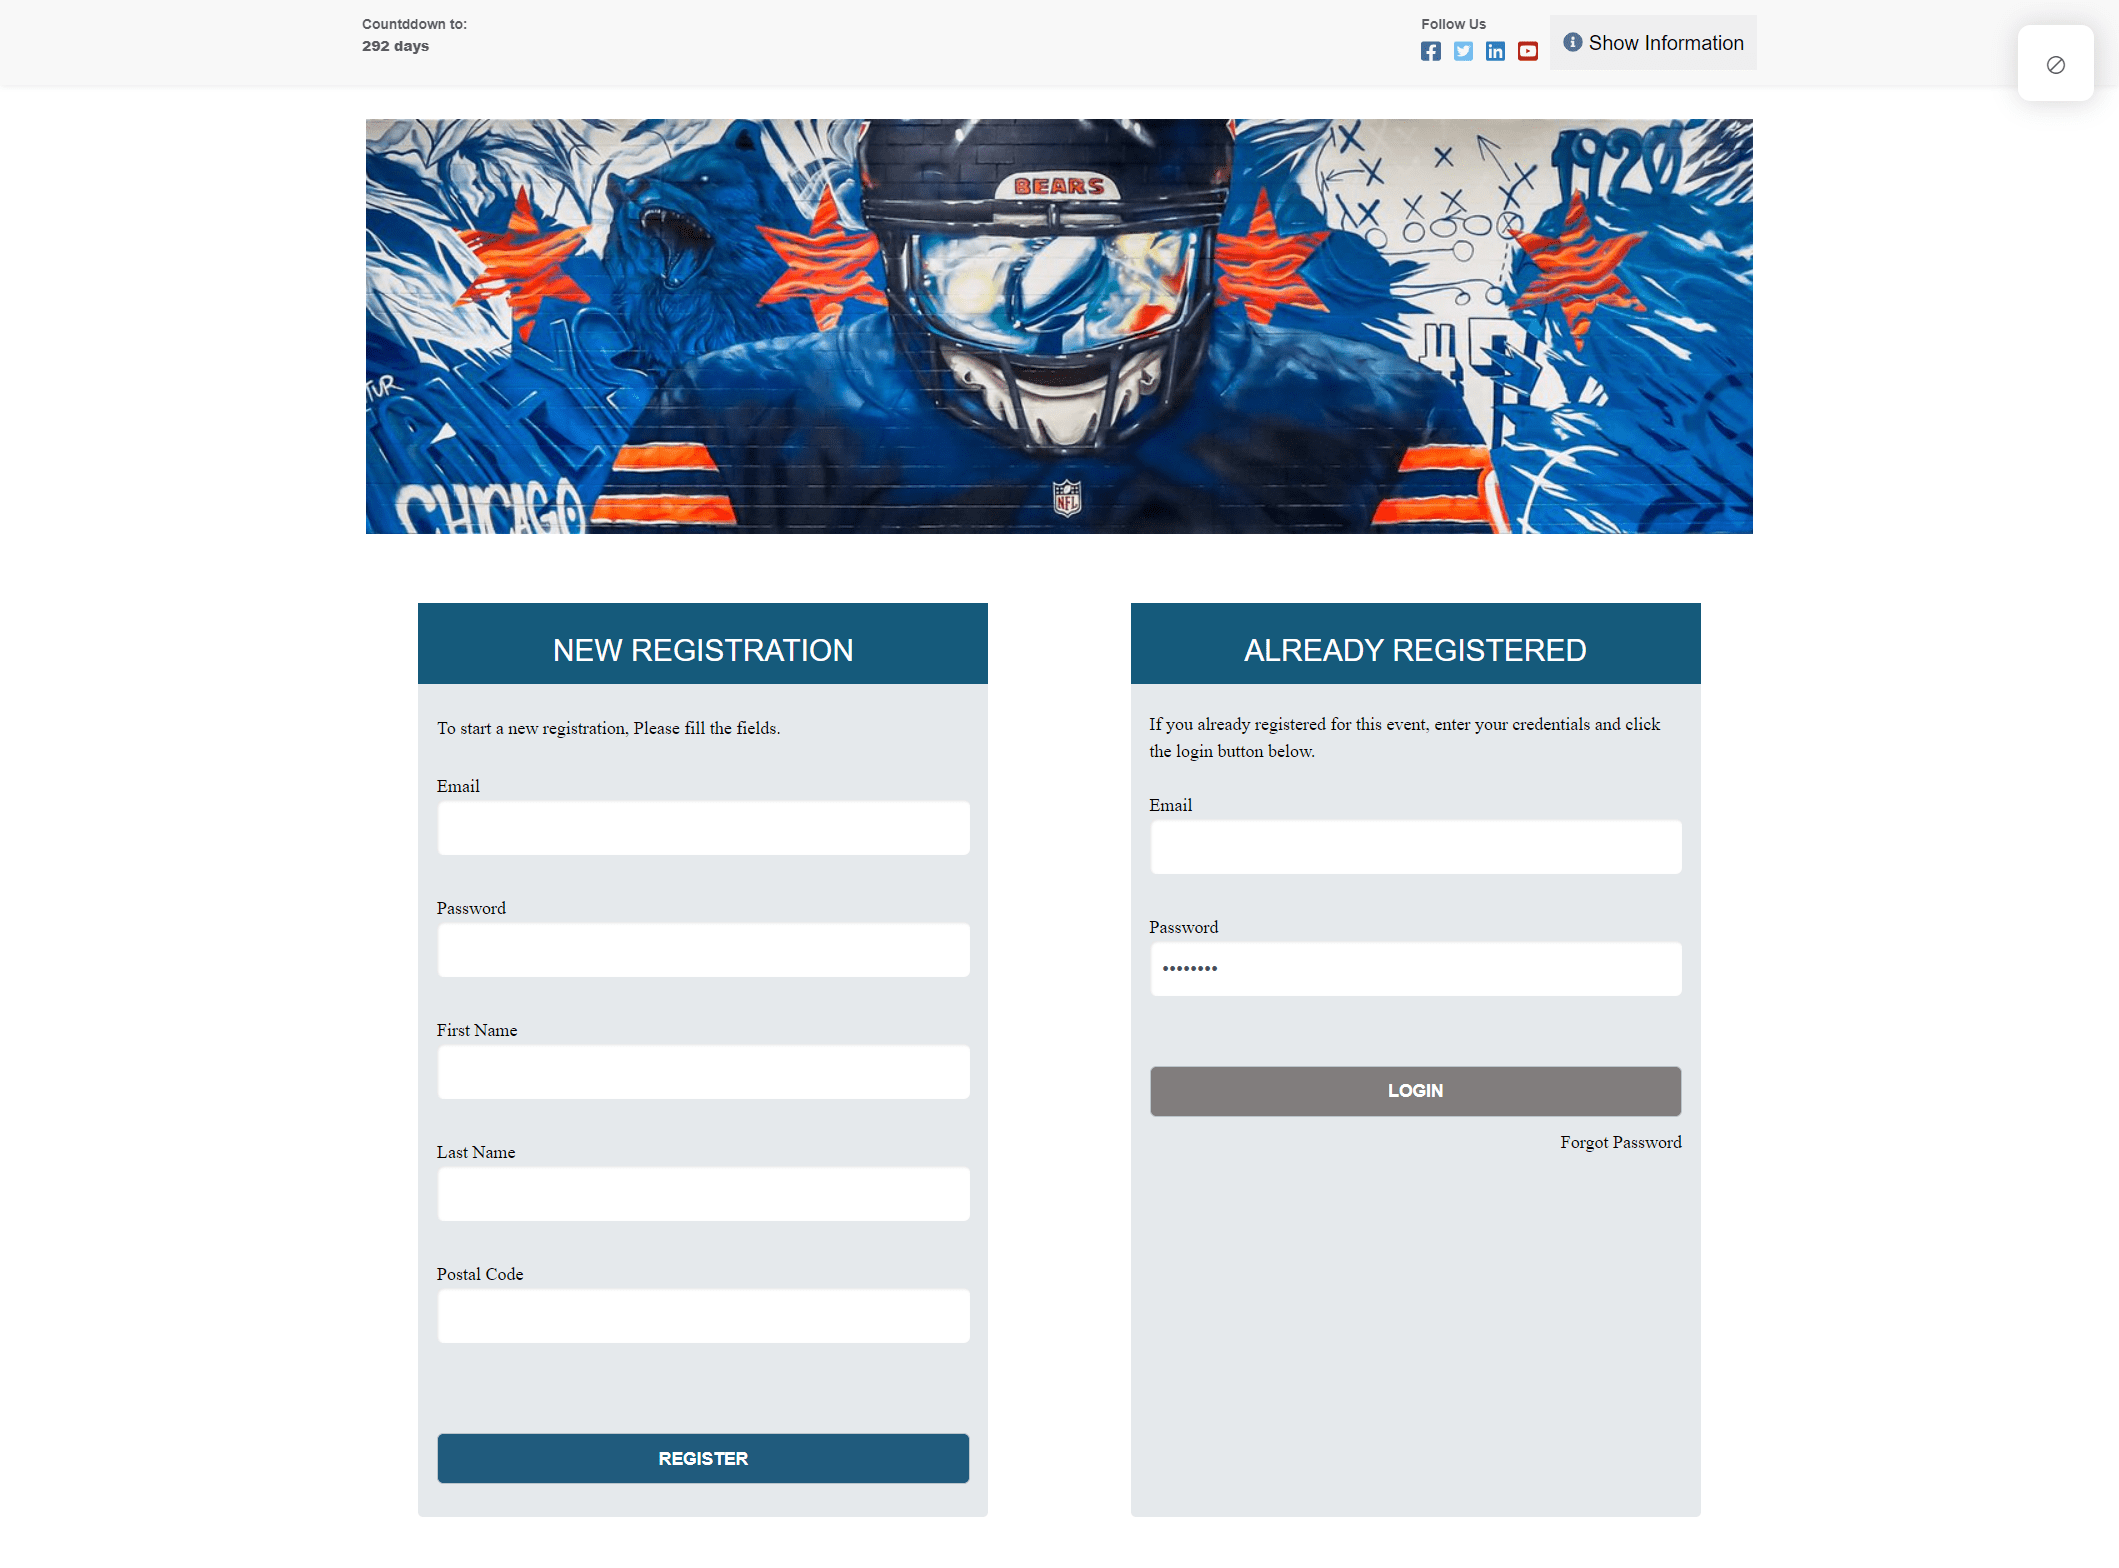 Countddown to:
292 days
Follow Us
Show Information
BEARS
1920
CHICAGO
NFL
NEW REGISTRATION
To start a new registration, Please fill the fields.
Email
Password
First Name
Last Name
Postal Code
REGISTER
ALREADY REGISTERED
If you already registered for this event, enter your credentials and click
the login button below.
Email
Password
••••••••
LOGIN
Forgot Password